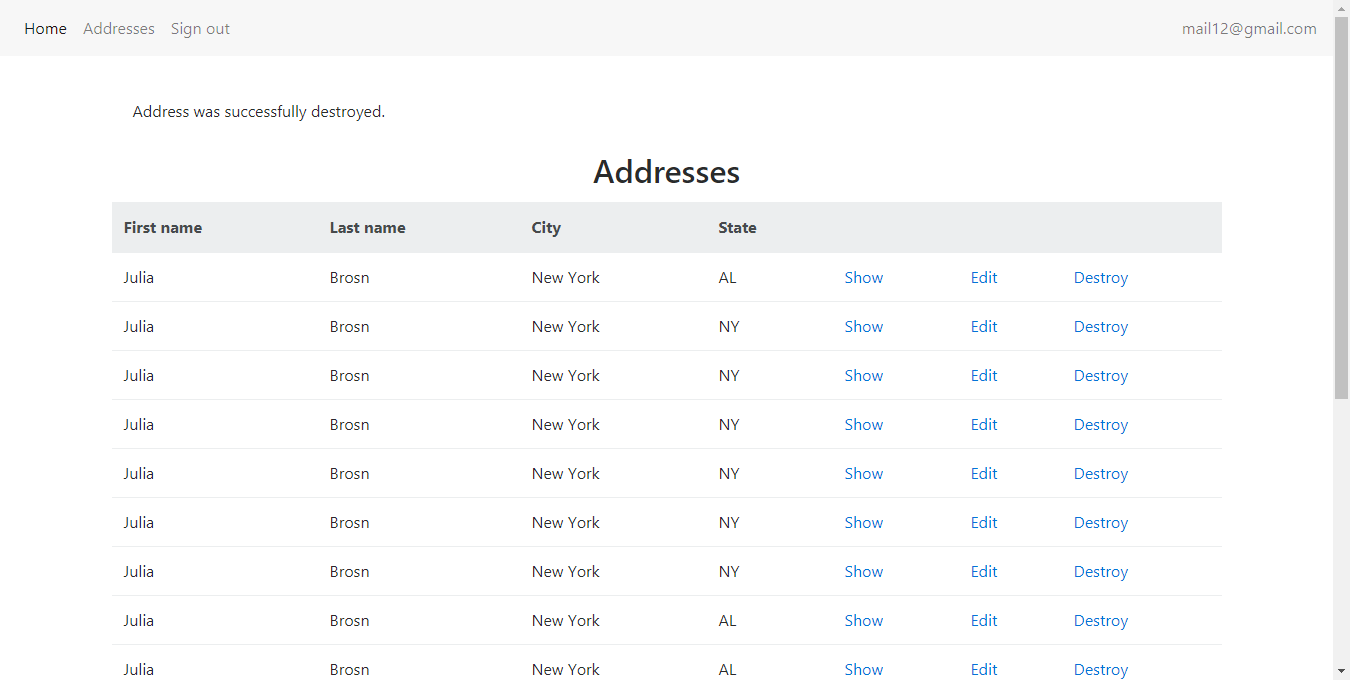 Home Addresses Sign out mail12@gmail.com
Address was successfully destroyed.
Addresses
First name Last name City State
Julia Brosn New York AL Show Edit Destroy
Julia Brosn New York NY Show Edit Destroy
Julia Brosn New York NY Show Edit Destroy
Julia Brosn New York NY Show Edit Destroy
Julia Brosn New York NY Show Edit Destroy
Julia Brosn New York NY Show Edit Destroy
Julia Brosn New York NY Show Edit Destroy
Julia Brosn New York AL Show Edit Destroy
Julia Brosn New York AL Show Edit Destroy